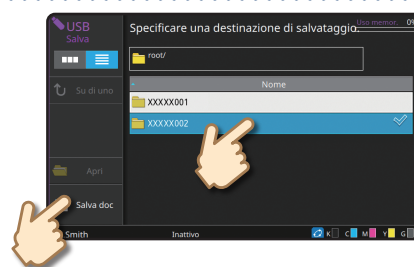 USB
Salva
Specificare una destinazione di salvataggio.
Uso memor. 0%
root/
Su di uno
Nome
XXXXX001
XXXXX002
Apri
Salva doc
Smith
Inattivo
K C M Y G